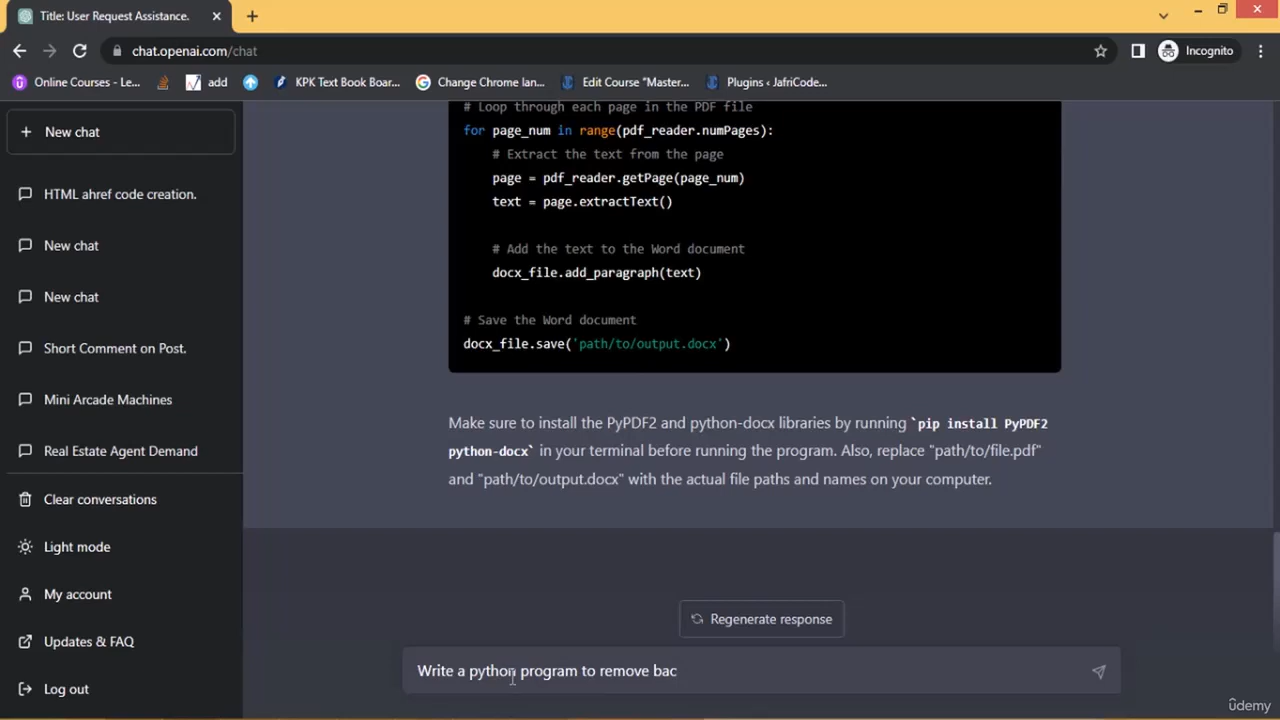 Title: User Request Assistance.
chat.openai.com/chat
Incognito
Online Courses - Le...
add
KPK Text Book Boar...
Change Chrome lan...
Edit Course "Master...
Plugins ‹ JafriCode...
New chat
HTML ahref code creation.
New chat
New chat
Short Comment on Post.
Mini Arcade Machines
Real Estate Agent Demand
Clear conversations
Light mode
My account
Updates & FAQ
Log out
# Loop through each page in the PDF file
for page_num in range(pdf_reader.numPages):
# Extract the text from the page
page = pdf_reader.getPage(page_num)
text = page.extractText()
# Add the text to the Word document
docx_file.add_paragraph(text)
# Save the Word document
docx_file.save('path/to/output.docx')
Make sure to install the PyPDF2 and python-docx libraries by running `pip install PyPDF2
python-docx` in your terminal before running the program. Also, replace "path/to/file.pdf"
and "path/to/output.docx" with the actual file paths and names on your computer.
Regenerate response
Write a python program to remove bac
ûdemy